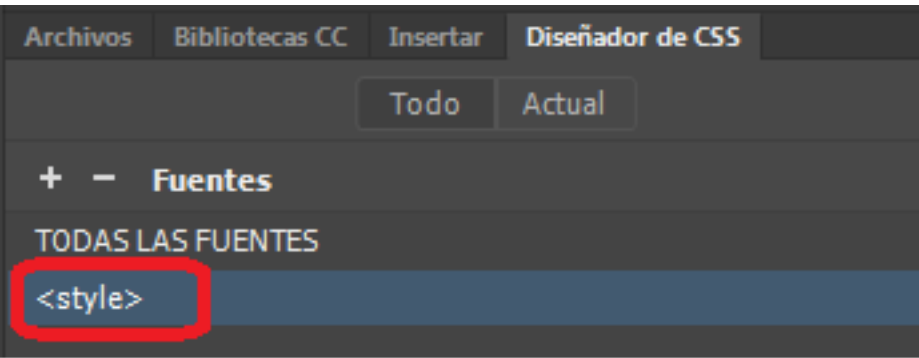 Archivos Bibliotecas CC Insertar Diseñador de CSS
Todo Actual
+ - Fuentes
TODAS LAS FUENTES
<style>